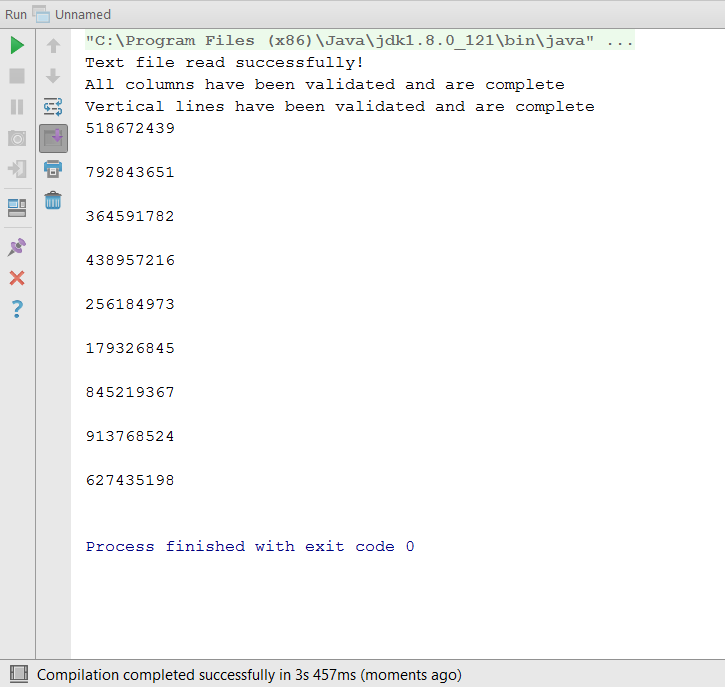 Run Unnamed
"C:\Program Files (x86)\Java\jdk1.8.0_121\bin\java" ...
Text file read successfully!
All columns have been validated and are complete
Vertical lines have been validated and are complete
518672439
792843651
364591782
438957216
256184973
179326845
845219367
913768524
627435198
Process finished with exit code 0
Compilation completed successfully in 3s 457ms (moments ago)